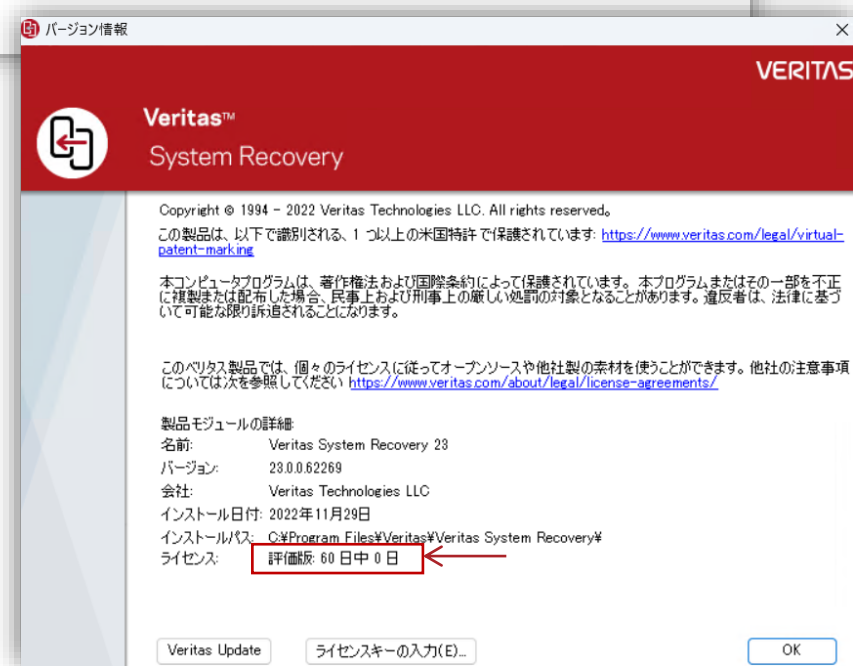 バージョン情報
VERITAS
Veritas™
System Recovery
Copyright © 1994 - 2022 Veritas Technologies LLC. All rights reserved。
この製品は、以下で識別される、1 つ以上の米国特許で保護されています: https://www.veritas.com/legal/virtual-
patent-marking
本コンピュータプログラムは、著作権法および国際条約によって保護されています。本プログラムまたはその一部を不正
に複製または配布した場合、民事上および刑事上の厳しい処罰の対象となることがあります。違反者は、法律に基づ
いて可能な限り訴追されることになります。
このベリタス製品では、個々のライセンスに従ってオープンソースや他社製の素材を使うことができます。他社の注意事項
については次を参照してください https://www.veritas.com/about/legal/license-agreements/
製品モジュールの詳細:
名前: Veritas System Recovery 23
バージョン: 23.0.0.62269
会社: Veritas Technologies LLC
インストール日付: 2022年11月29日
インストールパス: C:¥Program Files¥Veritas¥Veritas System Recovery¥
ライセンス: 評価版: 60 日中 0 日
Veritas Update ライセンスキーの入力(E)... OK